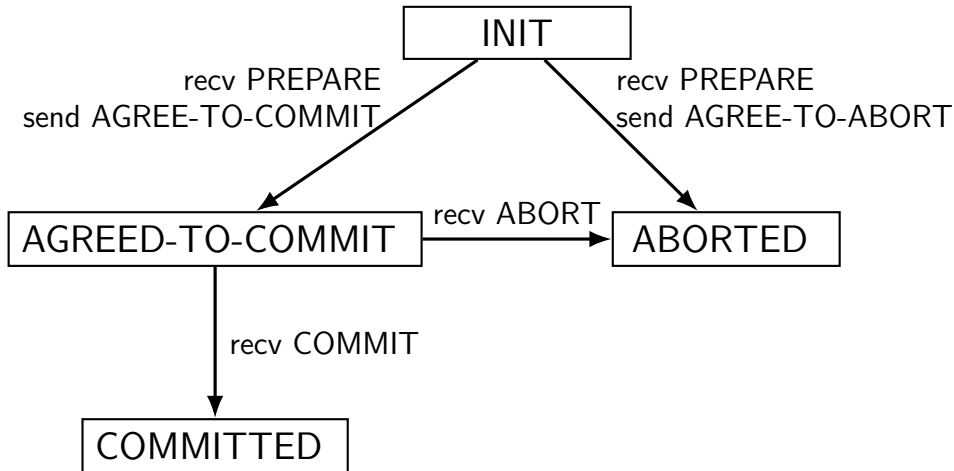 INIT
recv PREPARE
send AGREE-TO-COMMIT
recv PREPARE
send AGREE-TO-ABORT
AGREED-TO-COMMIT
recv ABORT
ABORTED
recv COMMIT
COMMITTED